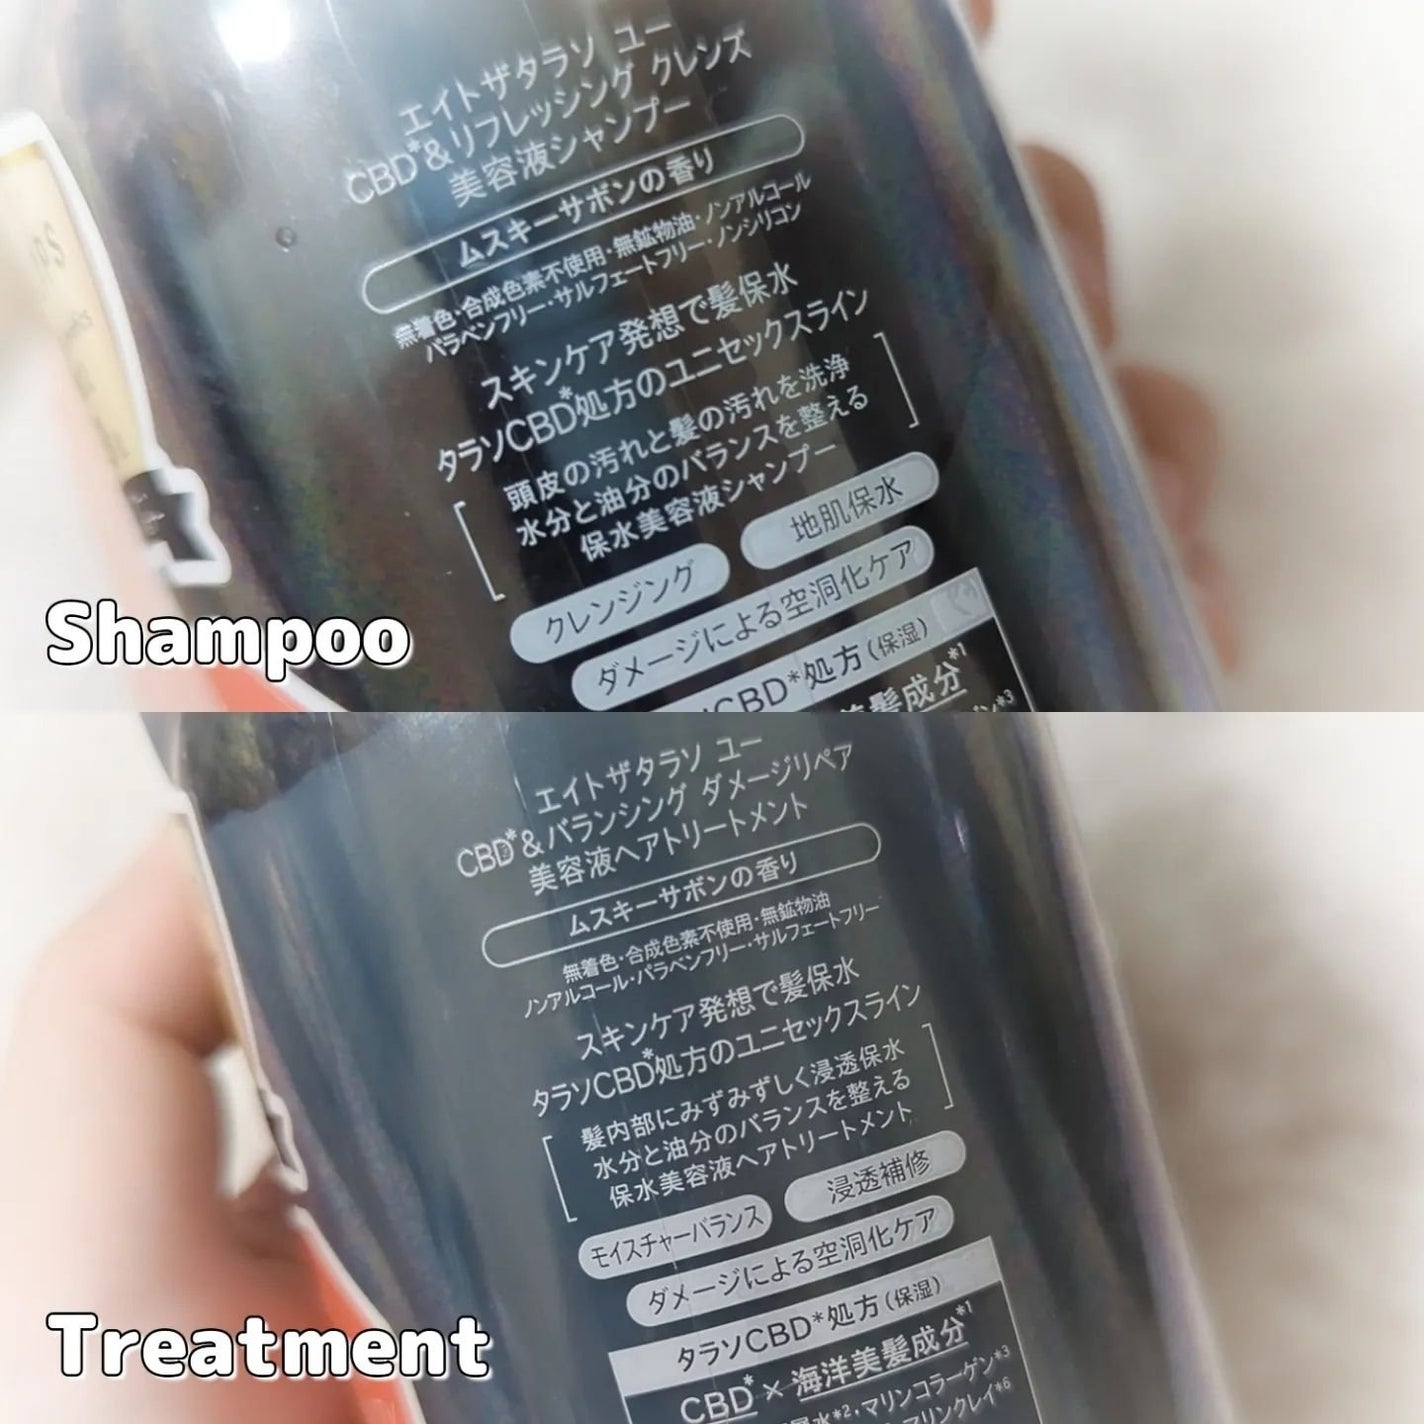 エイトザタラソ ユー
CBD*&リフレッシング クレンズ
美容液シャンプー
ムスキーサボンの香り
無着色・合成色素不使用・無鉱物油・ノンアルコール
パラベンフリー・サルフェートフリー・ノンシリコン
スキンケア発想で髪保水
タラソCBD*処方のユニセックスライン
頭皮の汚れと髪の汚れを洗浄
水分と油分のバランスを整える
保水美容液シャンプー
クレンジング 地肌保水
ダメージによる空洞化ケア
CBD*処方(保湿)
美髪成分*1
Shampoo
エイトザタラソ ユー
CBD*&バランシング ダメージリペア
美容液ヘアトリートメント
ムスキーサボンの香り
無着色・合成色素不使用・無鉱物油
ノンアルコール・パラベンフリー・サルフェートフリー
スキンケア発想で髪保水
タラソCBD*処方のユニセックスライン
髪内部にみずみずしく浸透保水
水分と油分のバランスを整える
保水美容液ヘアトリートメント
モイスチャーバランス 浸透補修
ダメージによる空洞化ケア
タラソCBD*処方(保湿)
CBD*×海洋美髪成分*1
水*2・マリンコラーゲン*3
マリンクレイ*6
Treatment